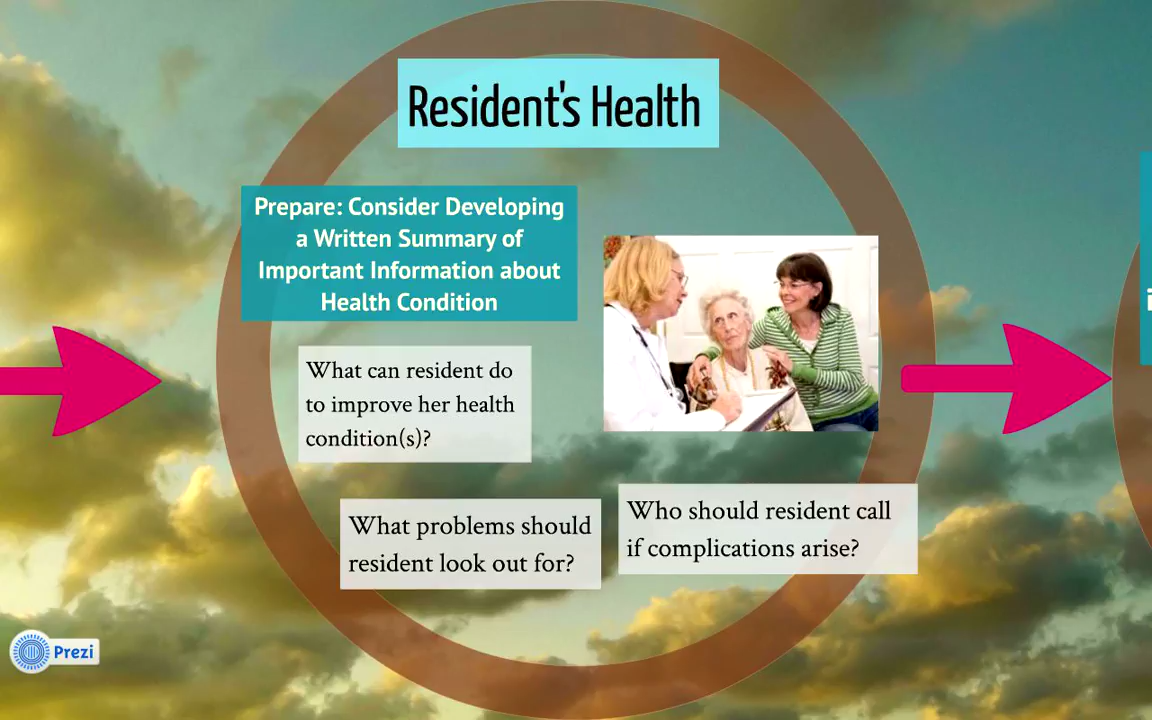 Resident's Health
Prepare: Consider Developing
a Written Summary of
Important Information about
Health Condition
What can resident do
to improve her health
condition(s)?
What problems should
resident look out for?
Who should resident call
if complications arise?
Prezi